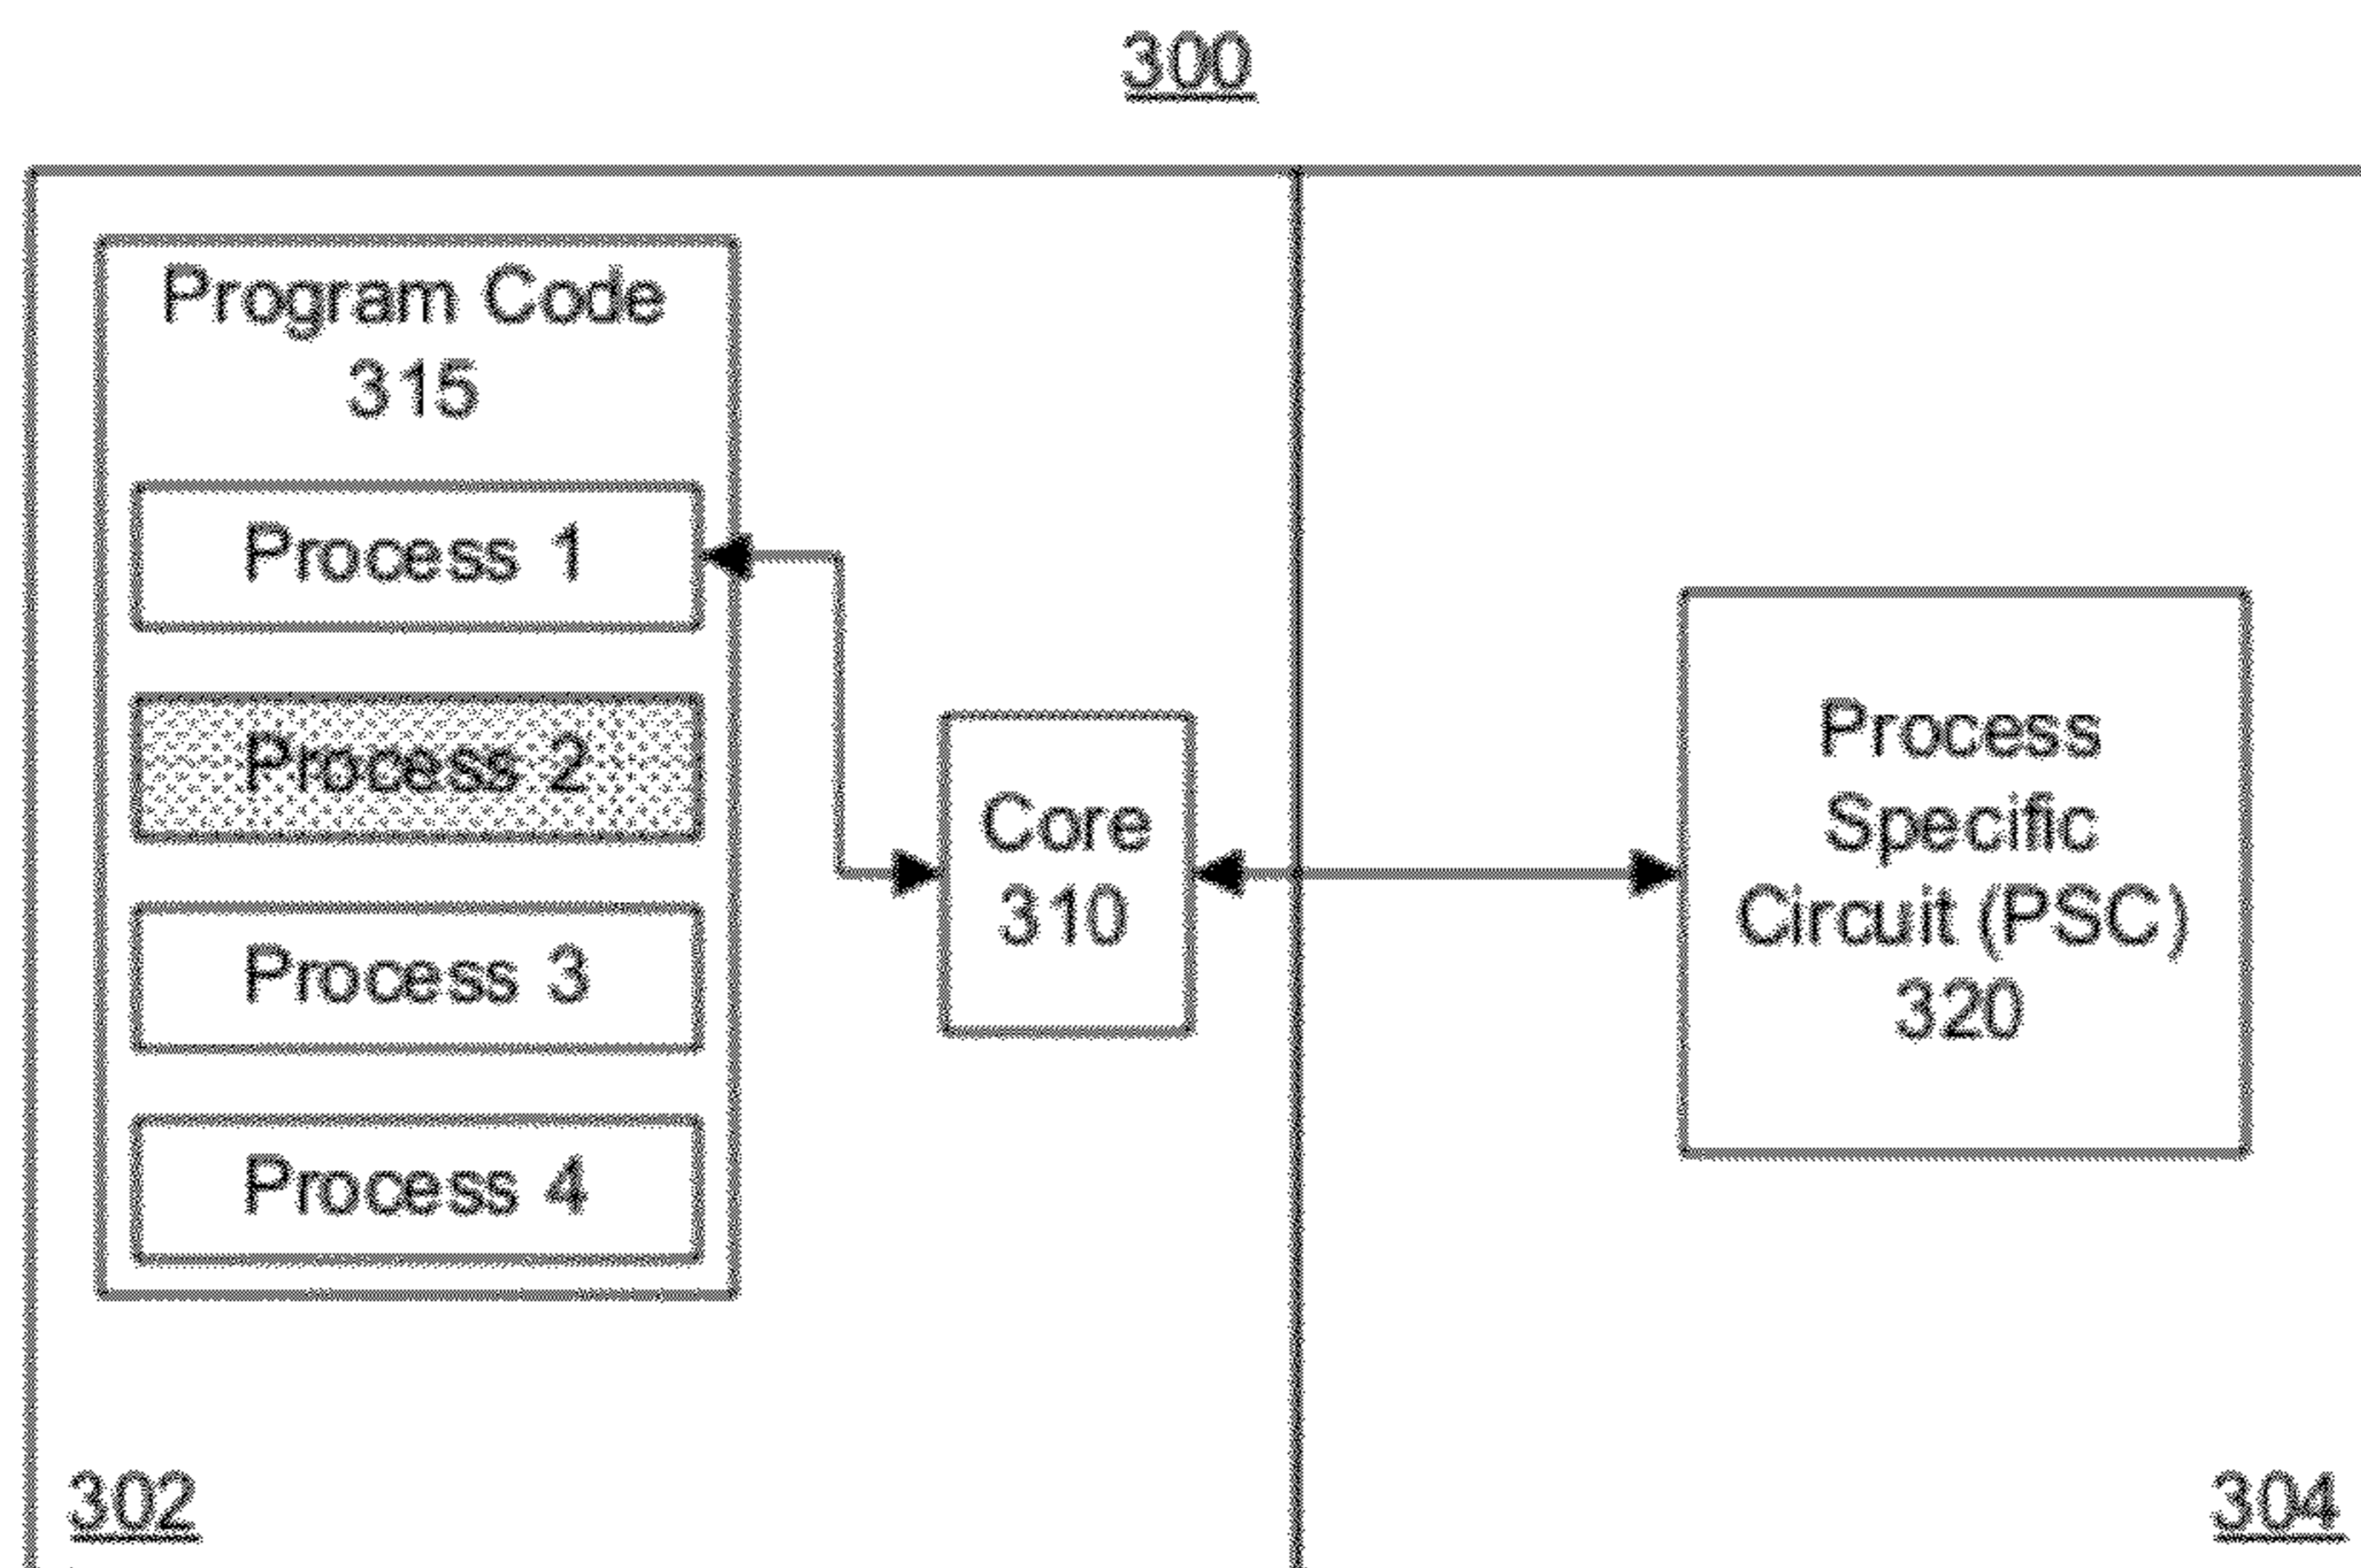 300
Program Code
315
Process 1
Process 2
Process 3
Process 4
Core
310
Process
Specific
Circuit (PSC)
320
302
304